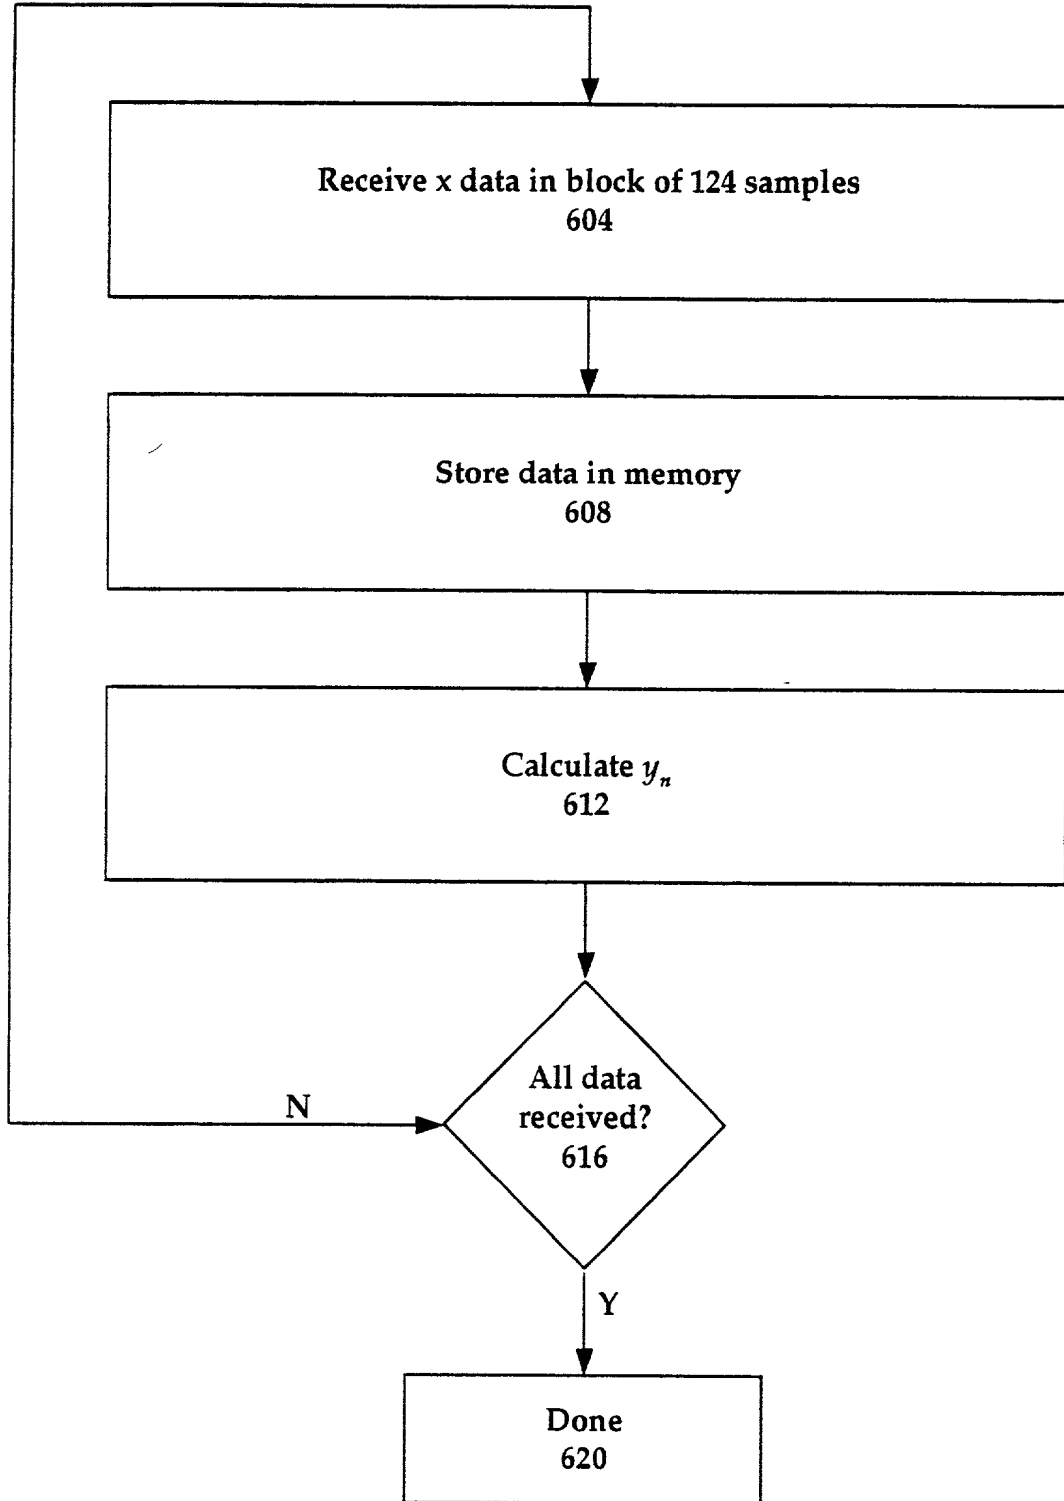 Receive x data in block of 124 samples
604
Store data in memory
608
Calculate yₙ
612
All data
received?
616
N
Y
Done
620